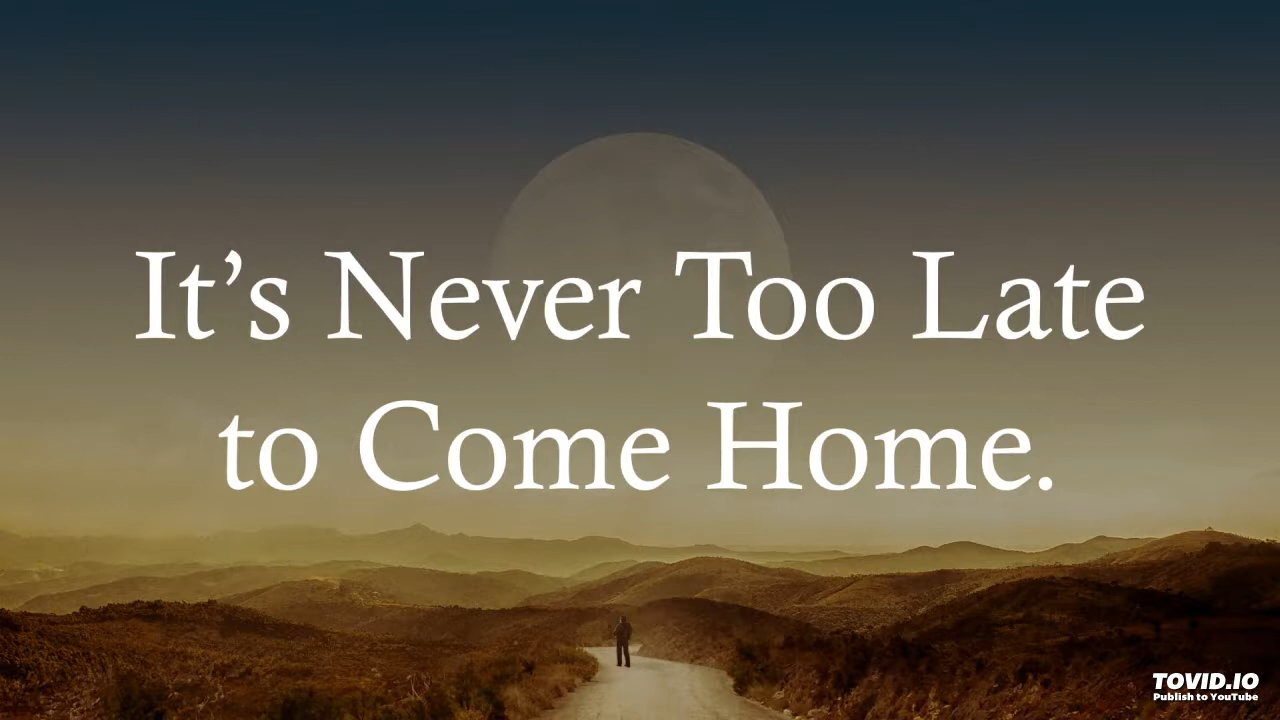 It’s Never Too Late
to Come Home.
TOVID.IO
Publish to YouTube